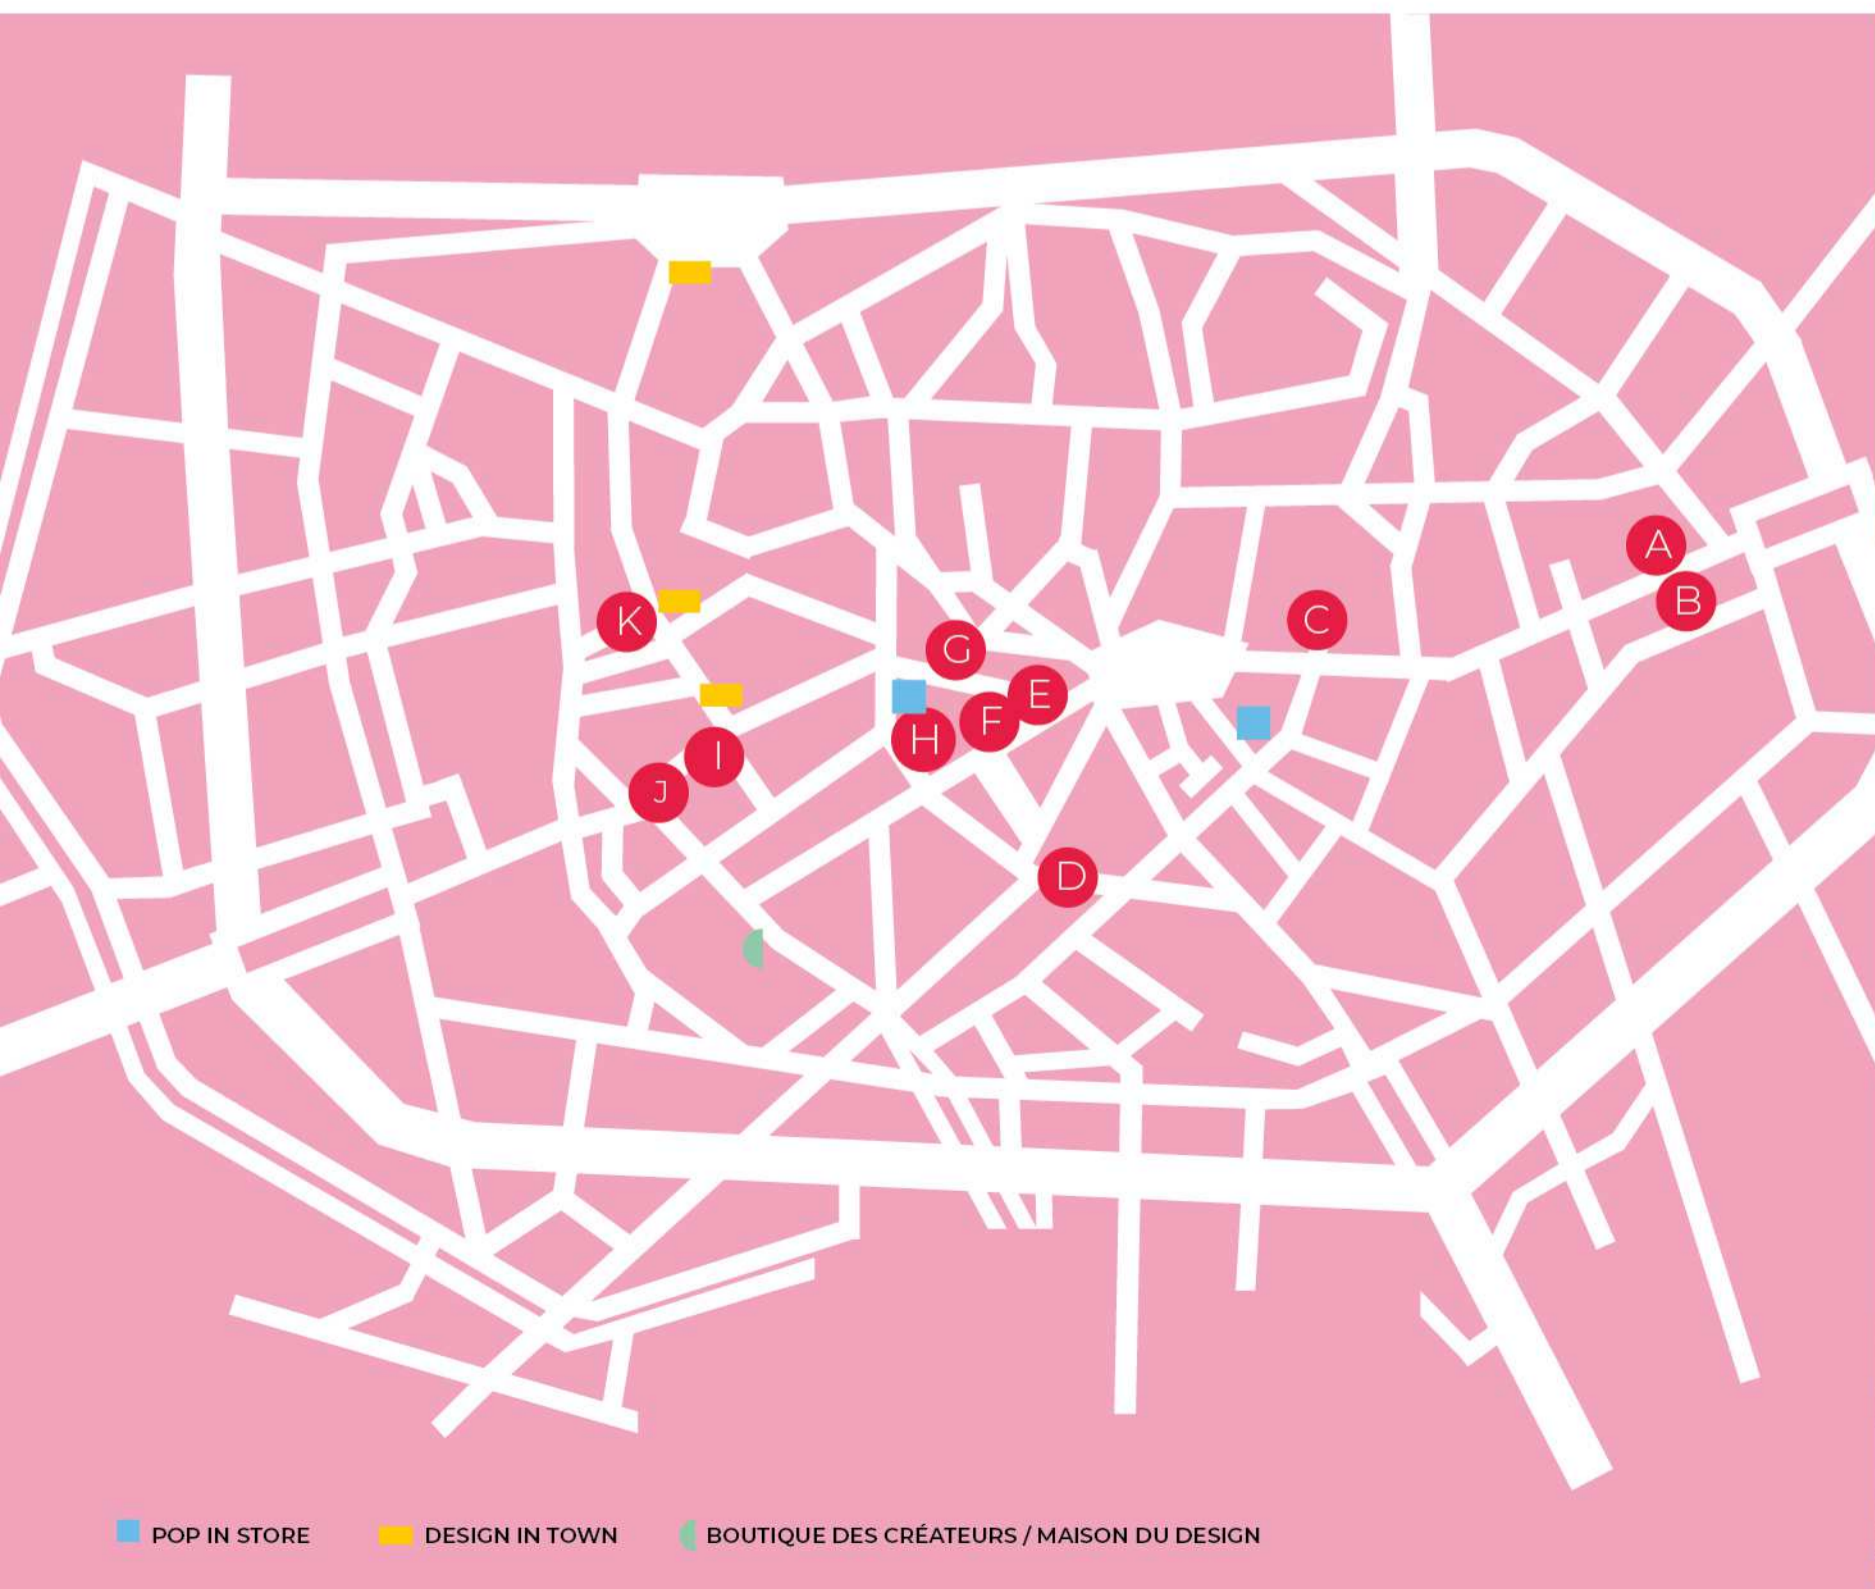 A
B
C
K
G
E
F
H
I
J
D
POP IN STORE
DESIGN IN TOWN
BOUTIQUE DES CRÉATEURS / MAISON DU DESIGN